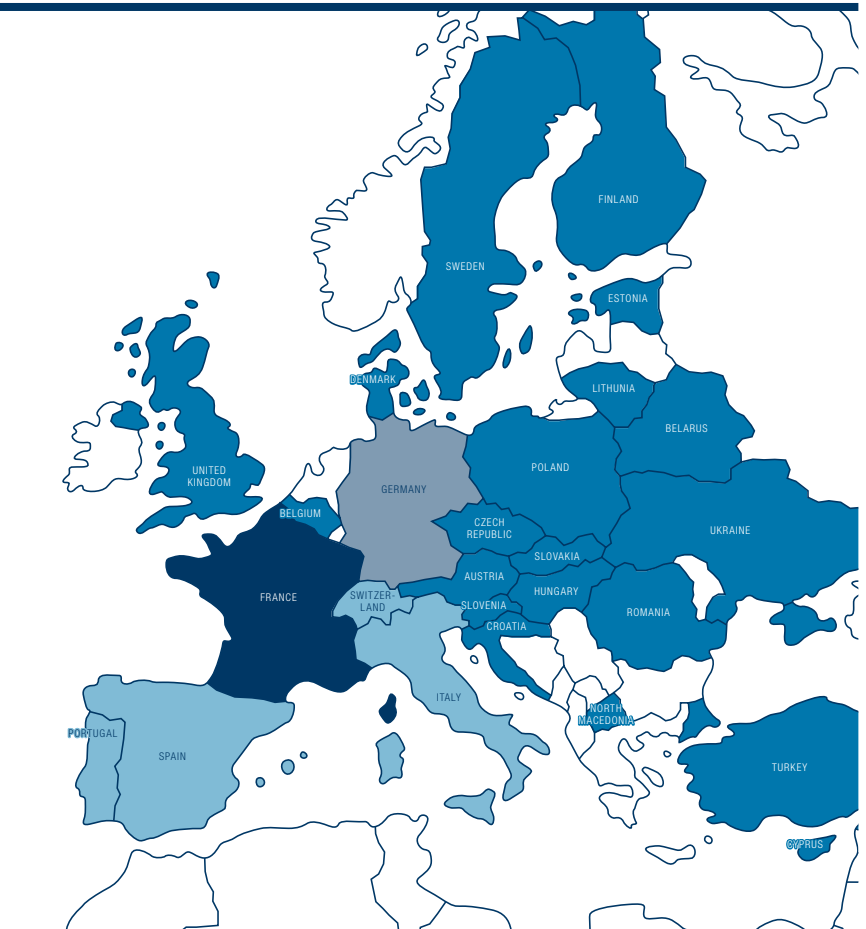 FINLAND
SWEDEN
ESTONIA
DENMARK
LITHUNIA
BELARUS
UNITED
KINGDOM
POLAND
GERMANY
BELGIUM
CZECH
REPUBLIC
UKRAINE
SLOVAKIA
AUSTRIA
HUNGARY
FRANCE
SWITZER-
LAND
SLOVENIA
ROMANIA
CROATIA
ITALY
NORTH
MACEDONIA
PORTUGAL
SPAIN
TURKEY
CYPRUS